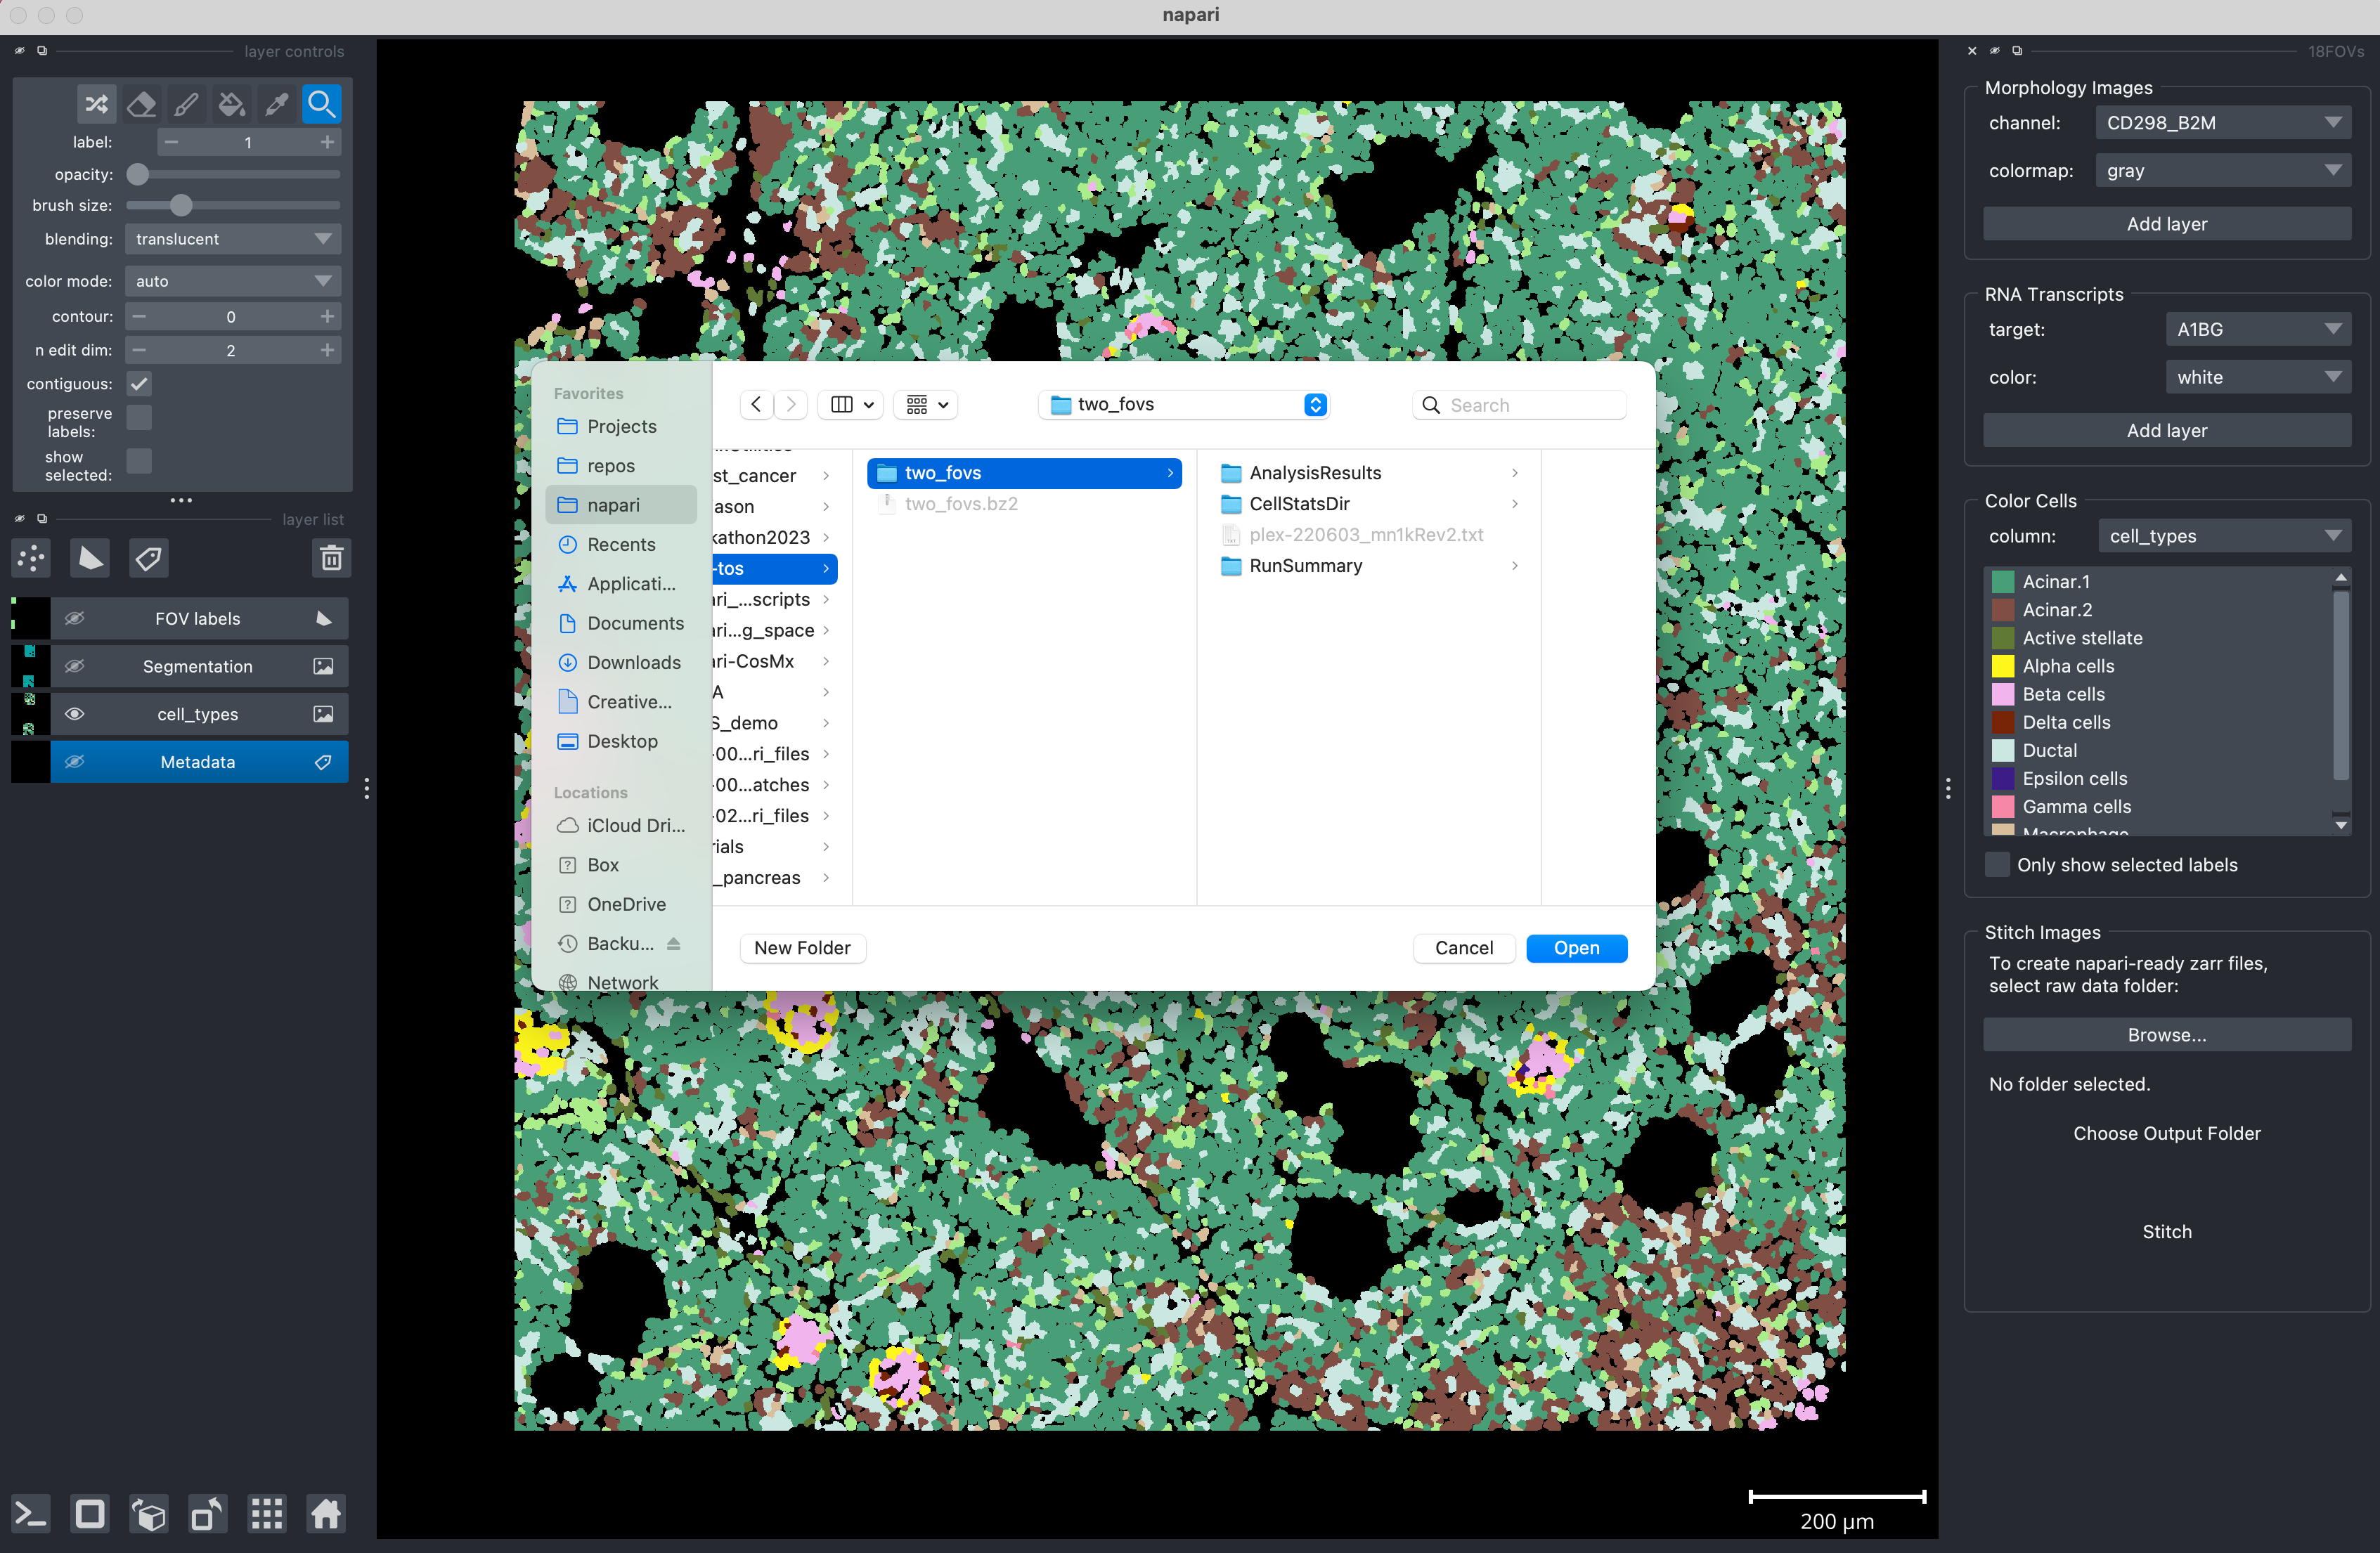 napari
layer controls
label:
1
opacity:
brush size:
blending:
translucent
color mode:
auto
contour:
0
n edit dim:
2
contiguous:
preserve
labels:
show
selected:
layer list
FOV labels
Segmentation
cell_types
Metadata
Favorites
Projects
repos
napari
Recents
Applicati...
Documents
Downloads
Creative...
Desktop
Locations
iCloud Dri...
Box
OneDrive
Backu...
Network
two_fovs
Search
st_cancer
ason
kathon2023
-tos
ri_...scripts
ri...g_space
ri-CosMx
A
S_demo
-00...ri_files
-00...atches
-02...ri_files
ials
_pancreas
two_fovs
two_fovs.bz2
AnalysisResults
CellStatsDir
plex-220603_mn1kRev2.txt
RunSummary
New Folder
Cancel
Open
200 µm
18FOVs
Morphology Images
channel:
CD298_B2M
colormap:
gray
Add layer
RNA Transcripts
target:
A1BG
color:
white
Add layer
Color Cells
column:
cell_types
Acinar.1
Acinar.2
Active stellate
Alpha cells
Beta cells
Delta cells
Ductal
Epsilon cells
Gamma cells
Macrophage
Only show selected labels
Stitch Images
To create napari-ready zarr files,
select raw data folder:
Browse...
No folder selected.
Choose Output Folder
Stitch